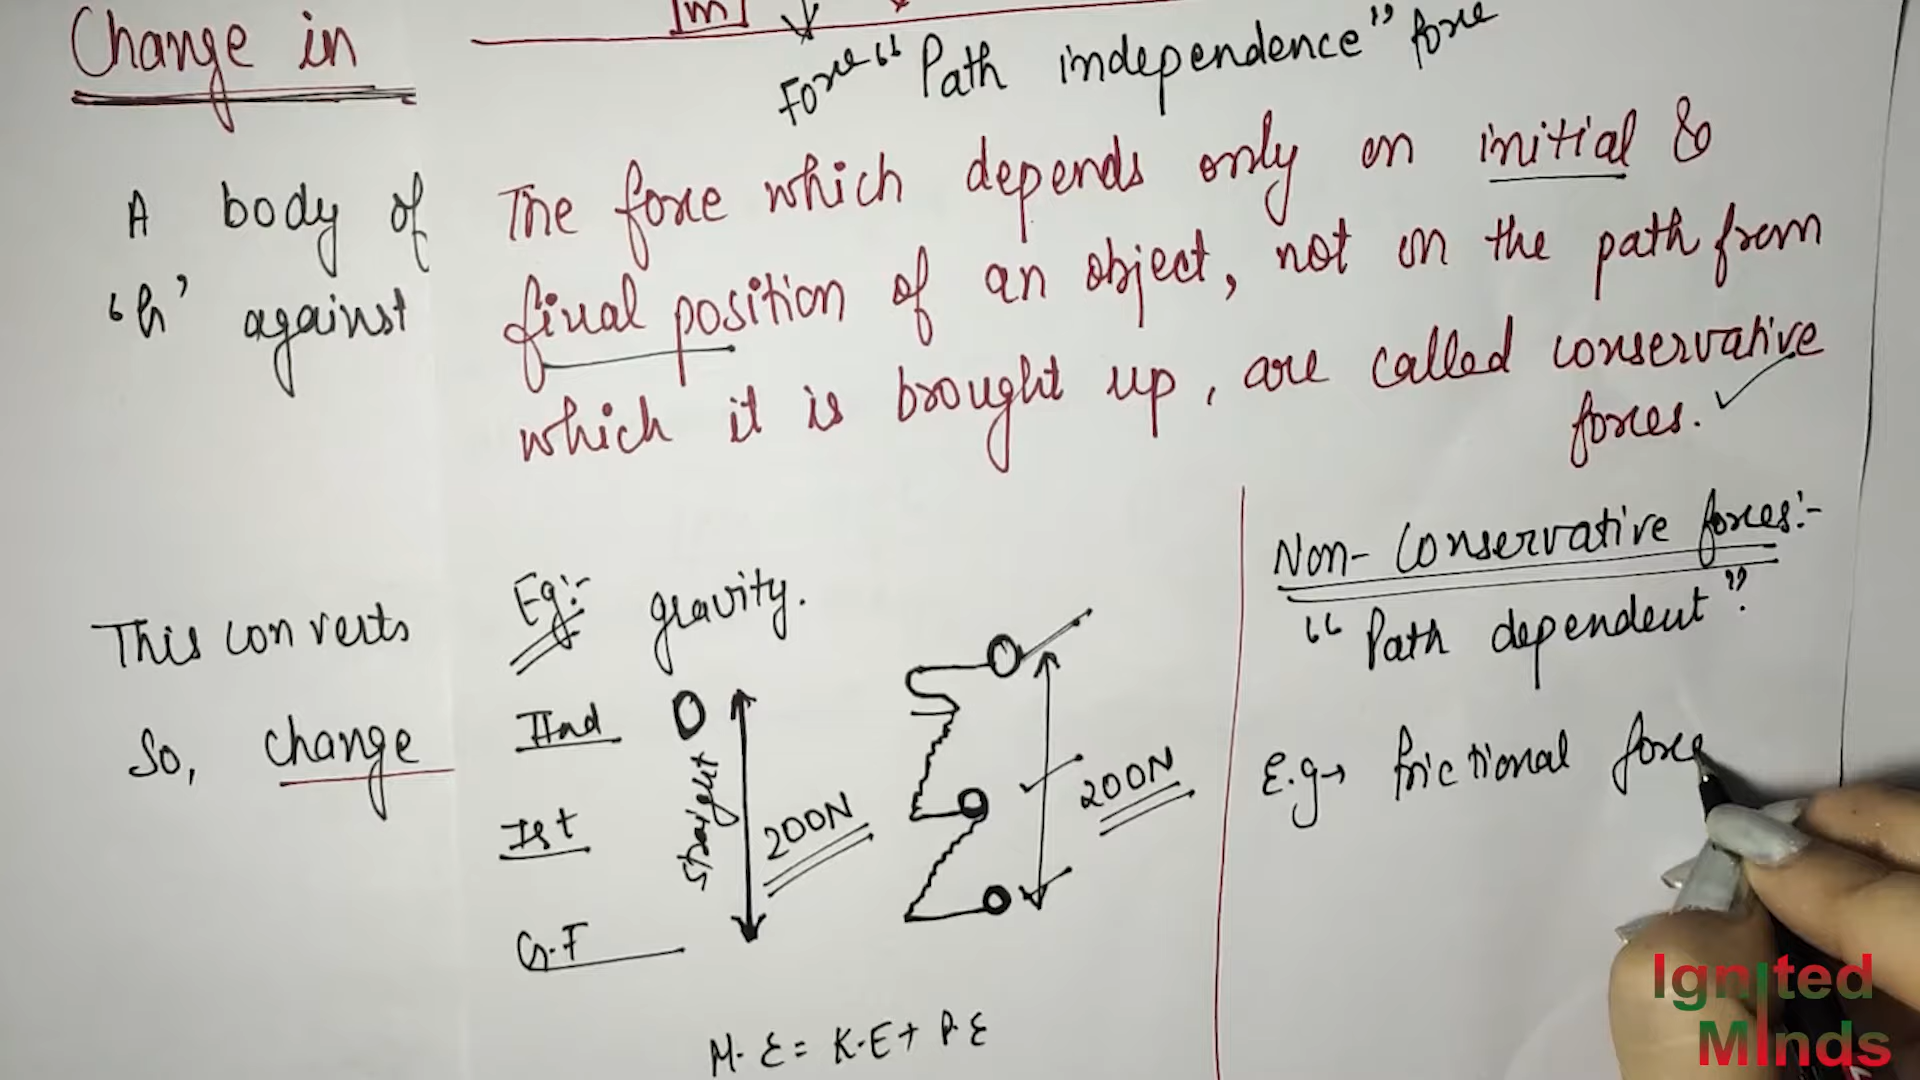 Change in
A body of
'h' against
This converts
So, change
[m]
Force "Path independence" force
The force which depends only on initial &
final position of an object, not on the path from
which it is brought up, are called conservative
forces.
Eg:- gravity.
IInd
Ist
G.F
straight
200N
200N
M.E = K.E + P.E
Non-Conservative forces:-
"Path dependent".
E.g→ frictional force
Ignited
Minds